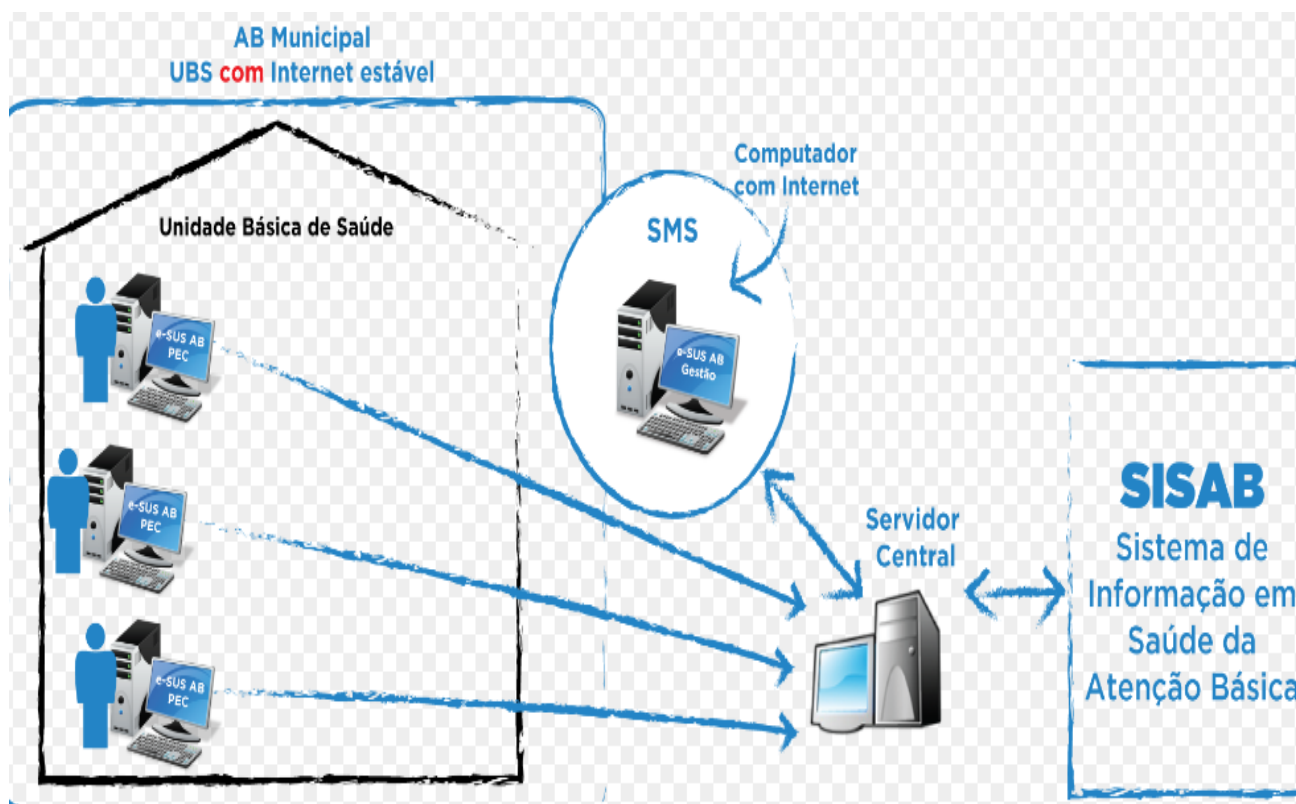 AB Municipal
UBS com Internet estável
Unidade Básica de Saúde
e-SUS AB
PEC
e-SUS AB
PEC
e-SUS AB
PEC
Computador
com Internet
SMS
e-SUS AB
Gestão
Servidor
Central
SISAB
Sistema de
Informação em
Saúde da
Atenção Básica